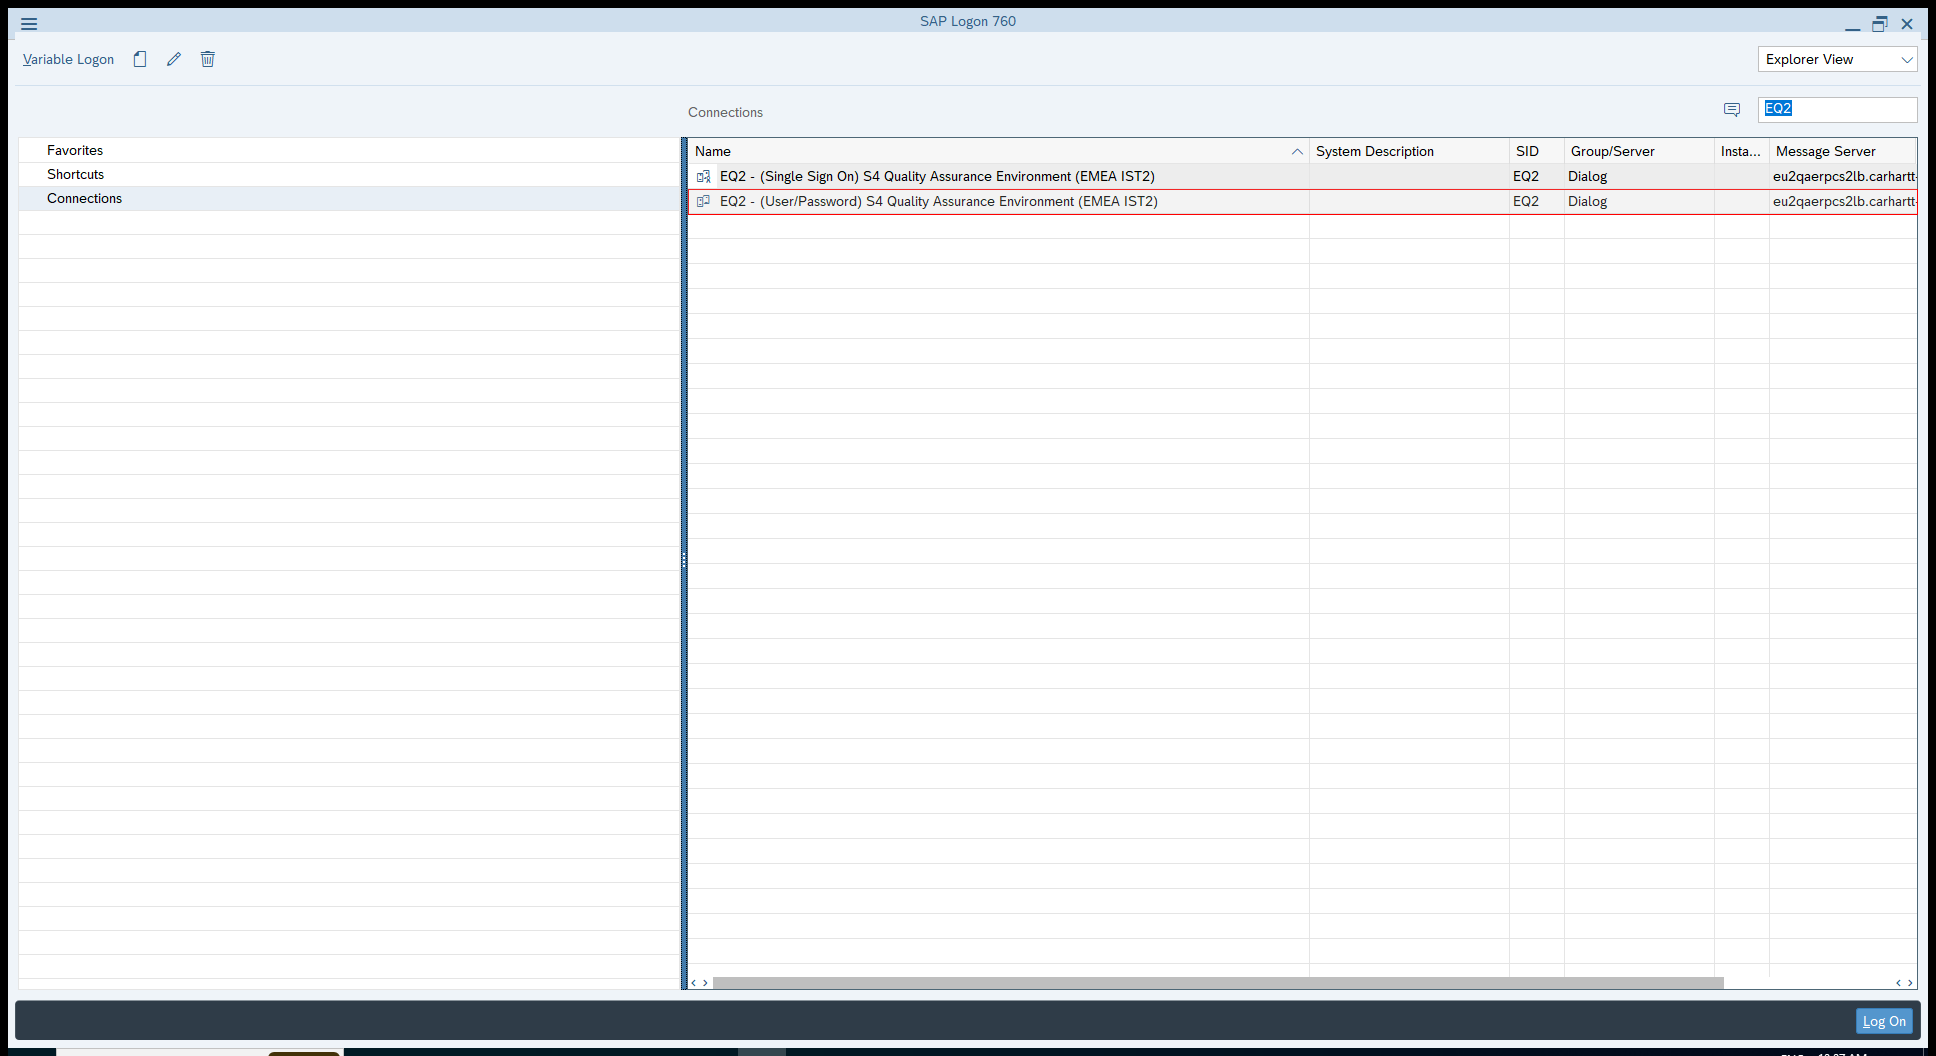 SAP Logon 760
Variable Logon
Explorer View
Connections
EQ2
Favorites
Shortcuts
Connections
Name System Description SID Group/Server Insta... Message Server
EQ2 - (Single Sign On) S4 Quality Assurance Environment (EMEA IST2) EQ2 Dialog eu2qaerpcs2lb.carhartt-
EQ2 - (User/Password) S4 Quality Assurance Environment (EMEA IST2) EQ2 Dialog eu2qaerpcs2lb.carhartt-
Log On